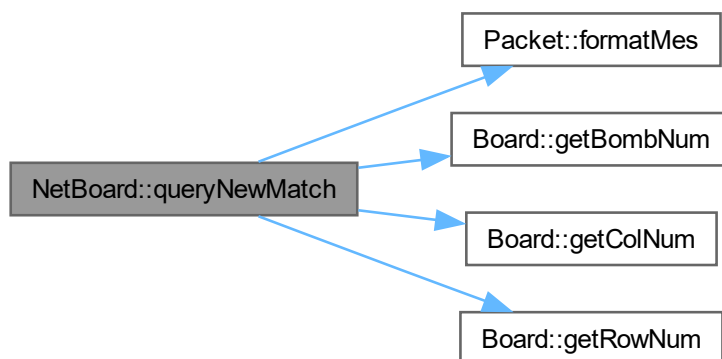 Packet::formatMes
Board::getBombNum
NetBoard::queryNewMatch
Board::getColNum
Board::getRowNum